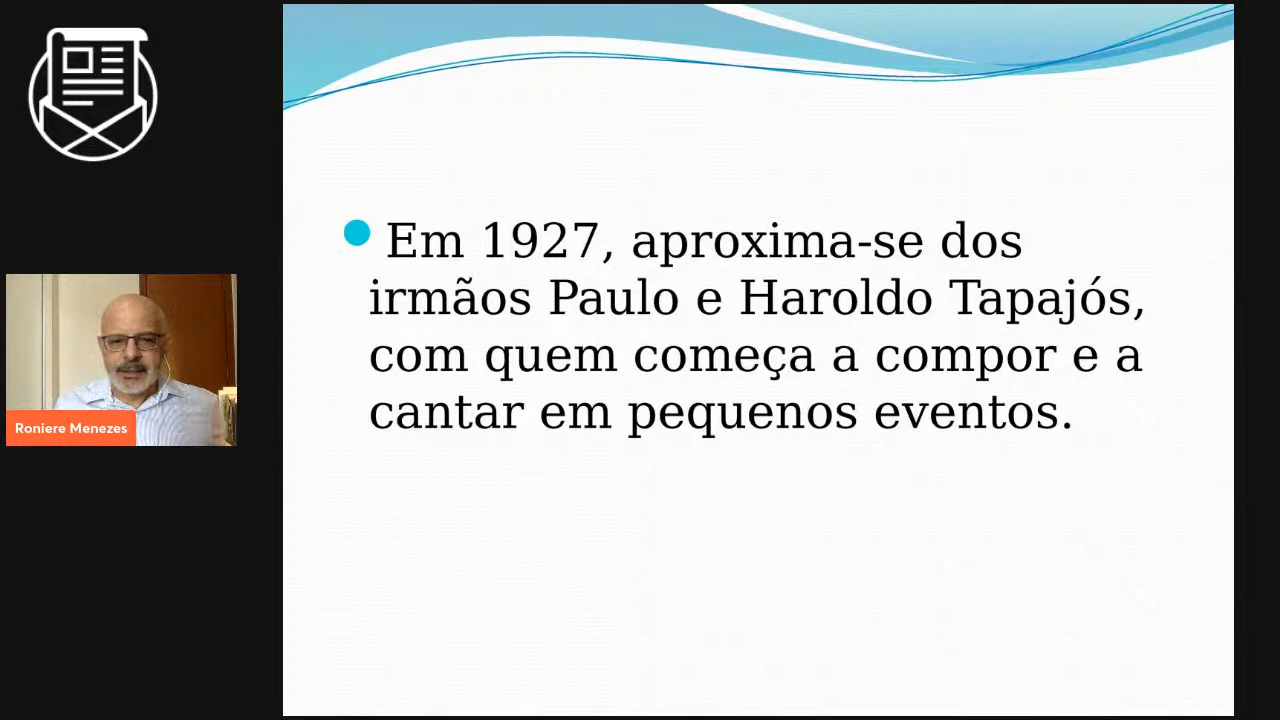 Em 1927, aproxima-se dos
irmãos Paulo e Haroldo Tapajós,
com quem começa a compor e a
cantar em pequenos eventos.
Roniere Menezes